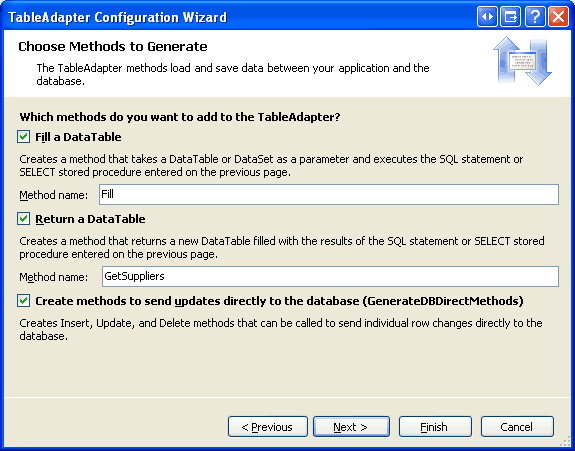 TableAdapter Configuration Wizard
Choose Methods to Generate
The TableAdapter methods load and save data between your application and the
database.
Which methods do you want to add to the TableAdapter?
Fill a DataTable
Creates a method that takes a DataTable or DataSet as a parameter and executes the SQL statement or
SELECT stored procedure entered on the previous page.
Method name: Fill
Return a DataTable
Creates a method that returns a new DataTable filled with the results of the SQL statement or SELECT stored
procedure entered on the previous page.
Method name: GetSuppliers
Create methods to send updates directly to the database (GenerateDBDirectMethods)
Creates Insert, Update, and Delete methods that can be called to send individual row changes directly to the
database.
< Previous Next > Finish Cancel